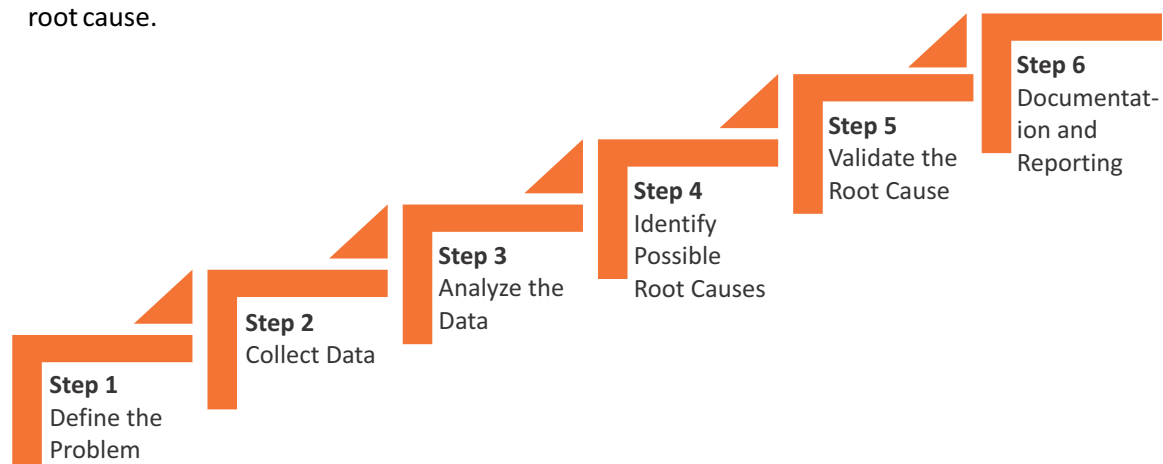 root cause.
Step 1
Define the
Problem
Step 2
Collect Data
Step 3
Analyze the
Data
Step 4
Identify
Possible
Root Causes
Step 5
Validate the
Root Cause
Step 6
Documentat-
ion and
Reporting